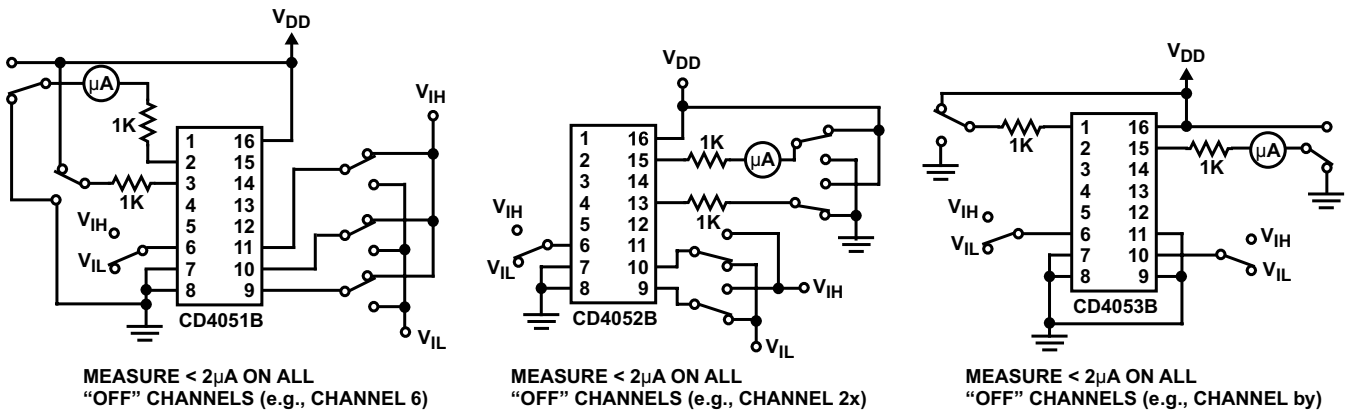 VDD
µA
1K
1K
1 16
2 15
3 14
4 13
5 12
6 11
7 10
8 9
VIH
VIL
VIH
VIL
CD4051B
MEASURE < 2µA ON ALL
“OFF” CHANNELS (e.g., CHANNEL 6)
VDD
1K
µA
1K
1 16
2 15
3 14
4 13
5 12
6 11
7 10
8 9
VIH
VIL
VIH
VIL
CD4052B
MEASURE < 2µA ON ALL
“OFF” CHANNELS (e.g., CHANNEL 2x)
VDD
1K
µA
1K
1 16
2 15
3 14
4 13
5 12
6 11
7 10
8 9
VIH
VIL
VIH
VIL
CD4053B
MEASURE < 2µA ON ALL
“OFF” CHANNELS (e.g., CHANNEL by)